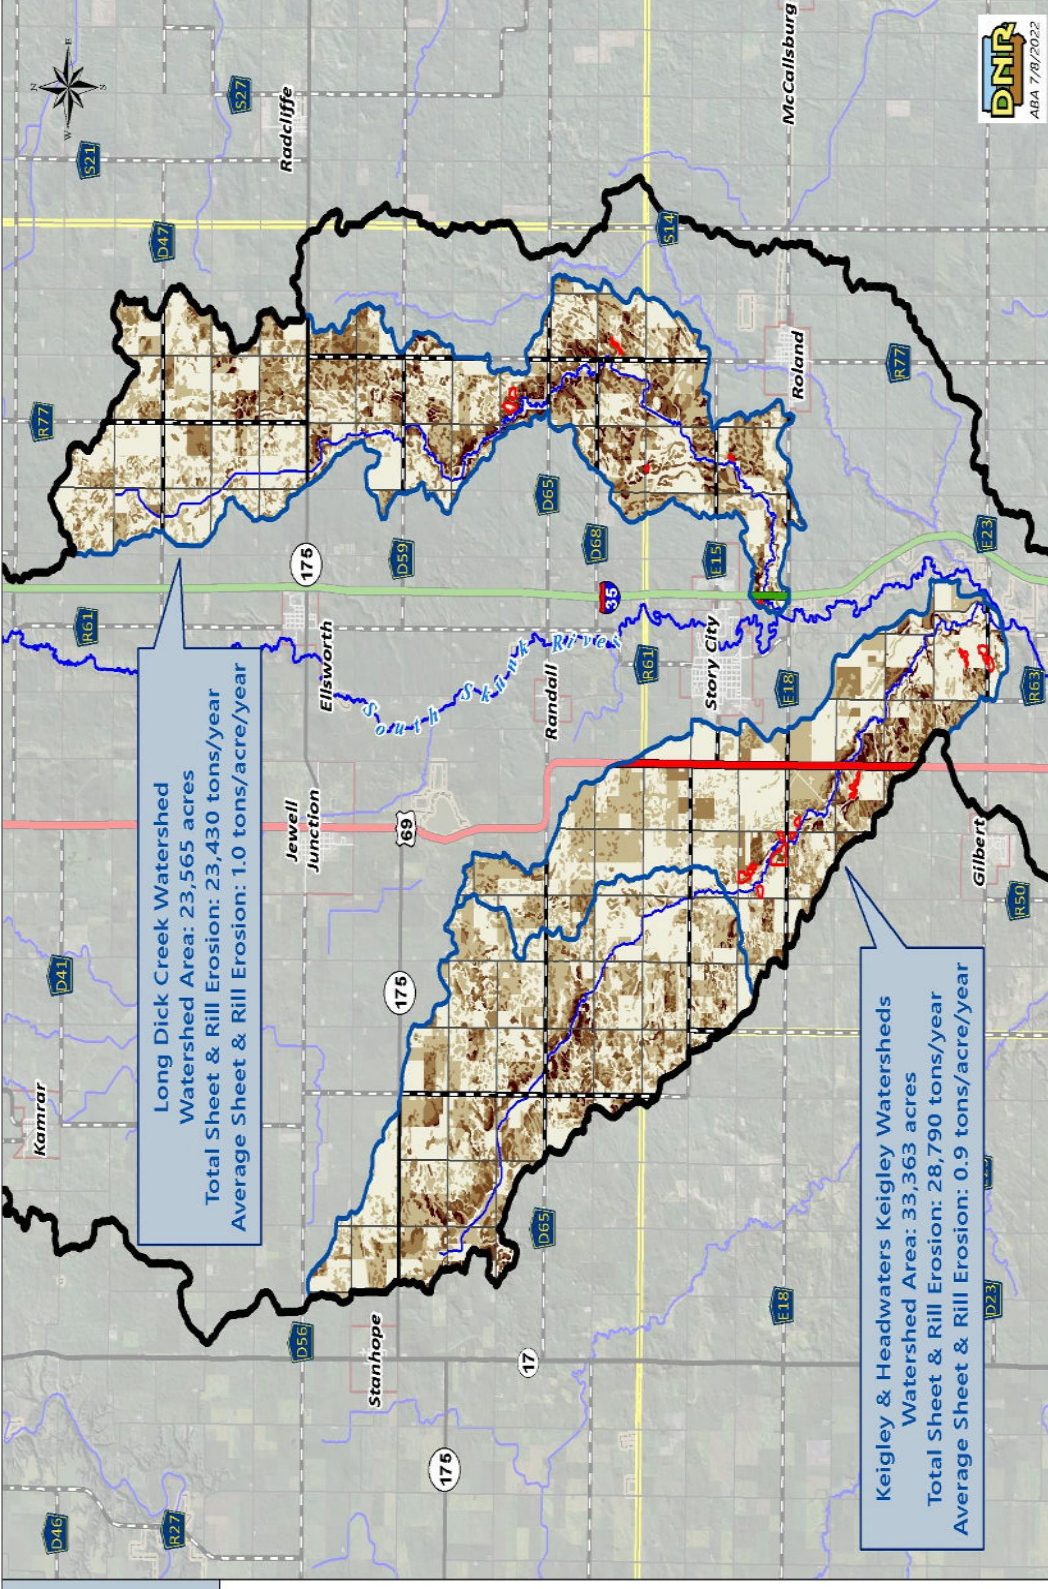 Long Dick Creek Watershed
Watershed Area: 23,565 acres
Total Sheet & Rill Erosion: 23,430 tons/year
Average Sheet & Rill Erosion: 1.0 tons/acre/year
Keigley & Headwaters Keigley Watersheds
Watershed Area: 33,363 acres
Total Sheet & Rill Erosion: 28,790 tons/year
Average Sheet & Rill Erosion: 0.9 tons/acre/year
D46
R27
Kamrar
D41
R61
R77
D47
S21
S27
N
E
S
W
Radcliffe
Stanhope
D56
175
175
175
Jewell
Junction
Ellsworth
D59
69
South Skunk River
17
D65
D65
Randall
D68
35
R61
S14
Story City
E15
E18
E18
Roland
McCallsburg
R77
Gilbert
R50
R63
E23
D23
DNR
ABA 7/8/2022